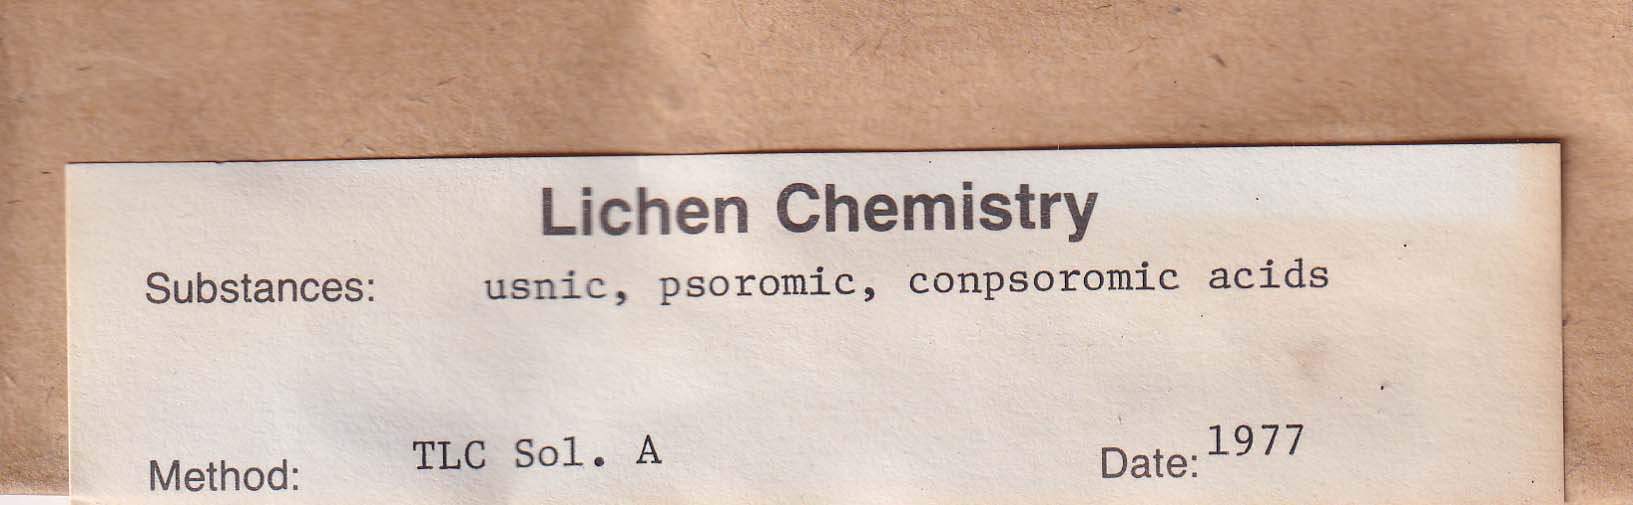 Lichen Chemistry
Substances: usnic, psoromic, conpsoromic acids
Method: TLC Sol. A Date: 1977